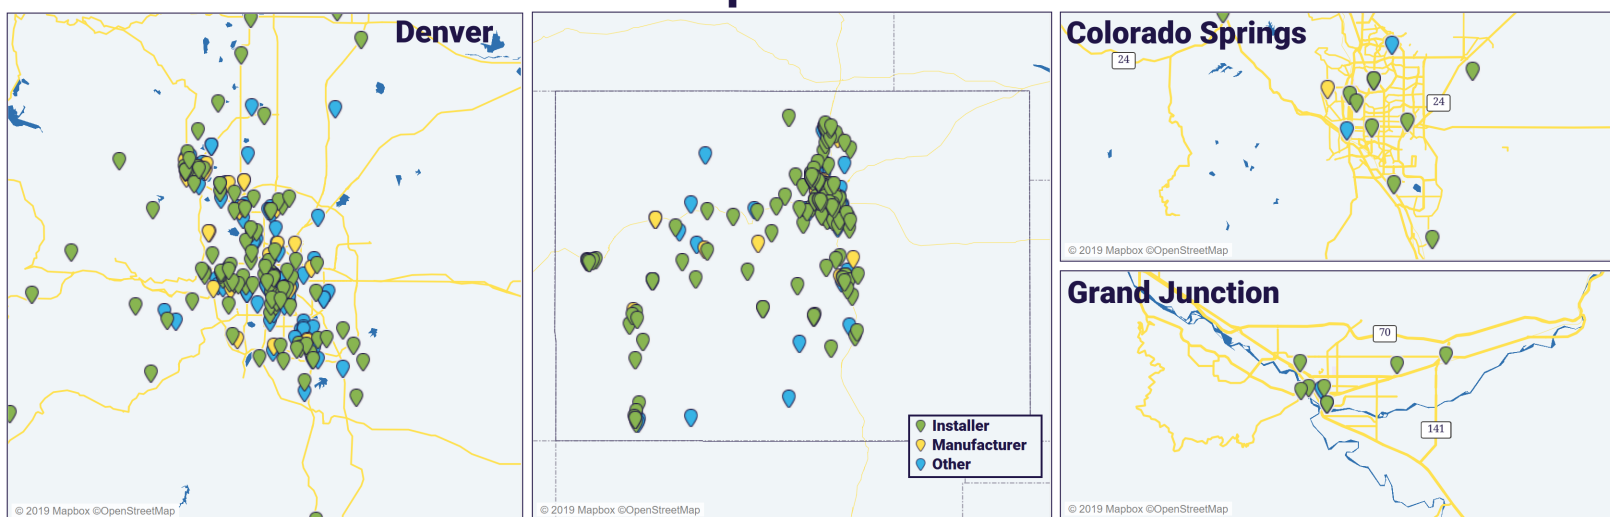 Denver
© 2019 Mapbox ©OpenStreetMap
Installer
Manufacturer
Other
© 2019 Mapbox ©OpenStreetMap
Colorado Springs
24
24
© 2019 Mapbox ©OpenStreetMap
Grand Junction
70
141
© 2019 Mapbox ©OpenStreetMap